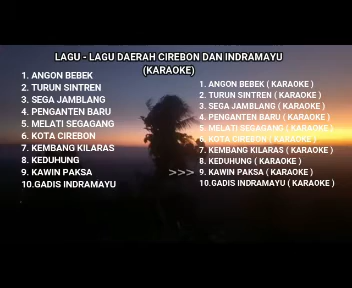 LAGU - LAGU DAERAH CIREBON DAN INDRAMAYU
(KARAOKE)
1. ANGON BEBEK
2. TURUN SINTREN
3. SEGA JAMBLANG
4. PENGANTEN BARU
5. MELATI SEGAGANG
6. KOTA CIREBON
7. KEMBANG KILARAS
8. KEDUHUNG
9. KAWIN PAKSA
10.GADIS INDRAMAYU
>>>
1. ANGON BEBEK ( KARAOKE )
2. TURUN SINTREN ( KARAOKE )
3. SEGA JAMBLANG ( KARAOKE )
4. PENGANTEN BARU ( KARAOKE )
5. MELATI SEGAGANG ( KARAOKE )
6. KOTA CIREBON ( KARAOKE )
7. KEMBANG KILARAS ( KARAOKE )
8. KEDUHUNG ( KARAOKE )
9. KAWIN PAKSA ( KARAOKE )
10.GADIS INDRAMAYU ( KARAOKE )